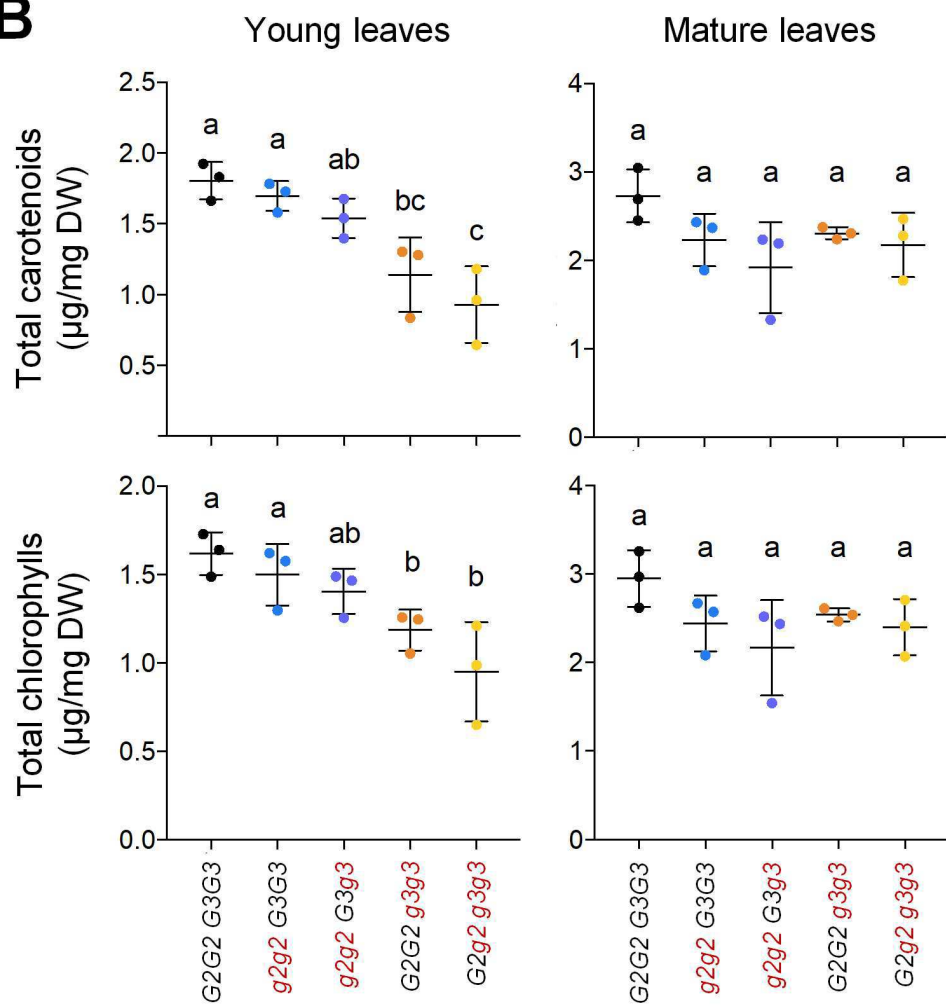 B
Young leaves
Mature leaves
Total carotenoids
(µg/mg DW)
2.5
2.0
1.5
1.0
0.5
a
a
ab
bc
c
4
3
2
1
0
a
a
a
a
a
Total chlorophylls
(µg/mg DW)
2.0
1.5
1.0
0.5
0.0
a
a
ab
b
b
4
3
2
1
0
a
a
a
a
a
G2G2 G3G3
g2g2 G3G3
g2g2 G3g3
G2G2 g3g3
G2g2 g3g3
G2G2 G3G3
g2g2 G3G3
g2g2 G3g3
G2G2 g3g3
G2g2 g3g3